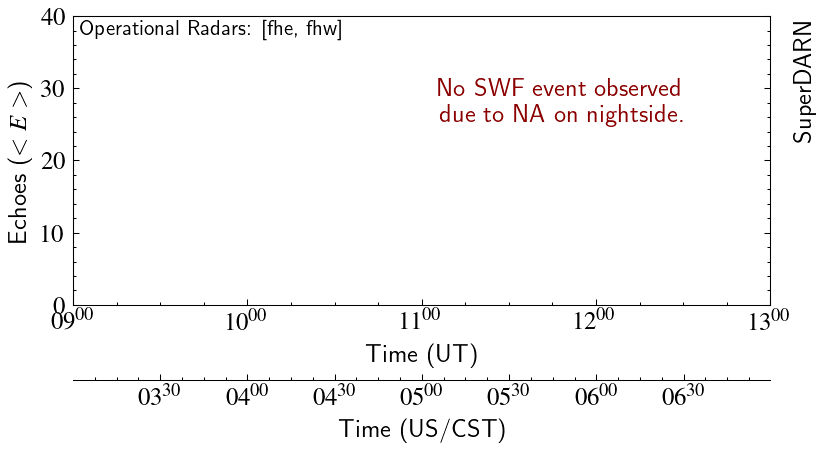 Operational Radars: [fhe, fhw]
No SWF event observed
due to NA on nightside.
SuperDARN
Echoes (< E >)
40
30
20
10
0
09⁰⁰ 10⁰⁰ 11⁰⁰ 12⁰⁰ 13⁰⁰
Time (UT)
03³⁰ 04⁰⁰ 04³⁰ 05⁰⁰ 05³⁰ 06⁰⁰ 06³⁰
Time (US/CST)